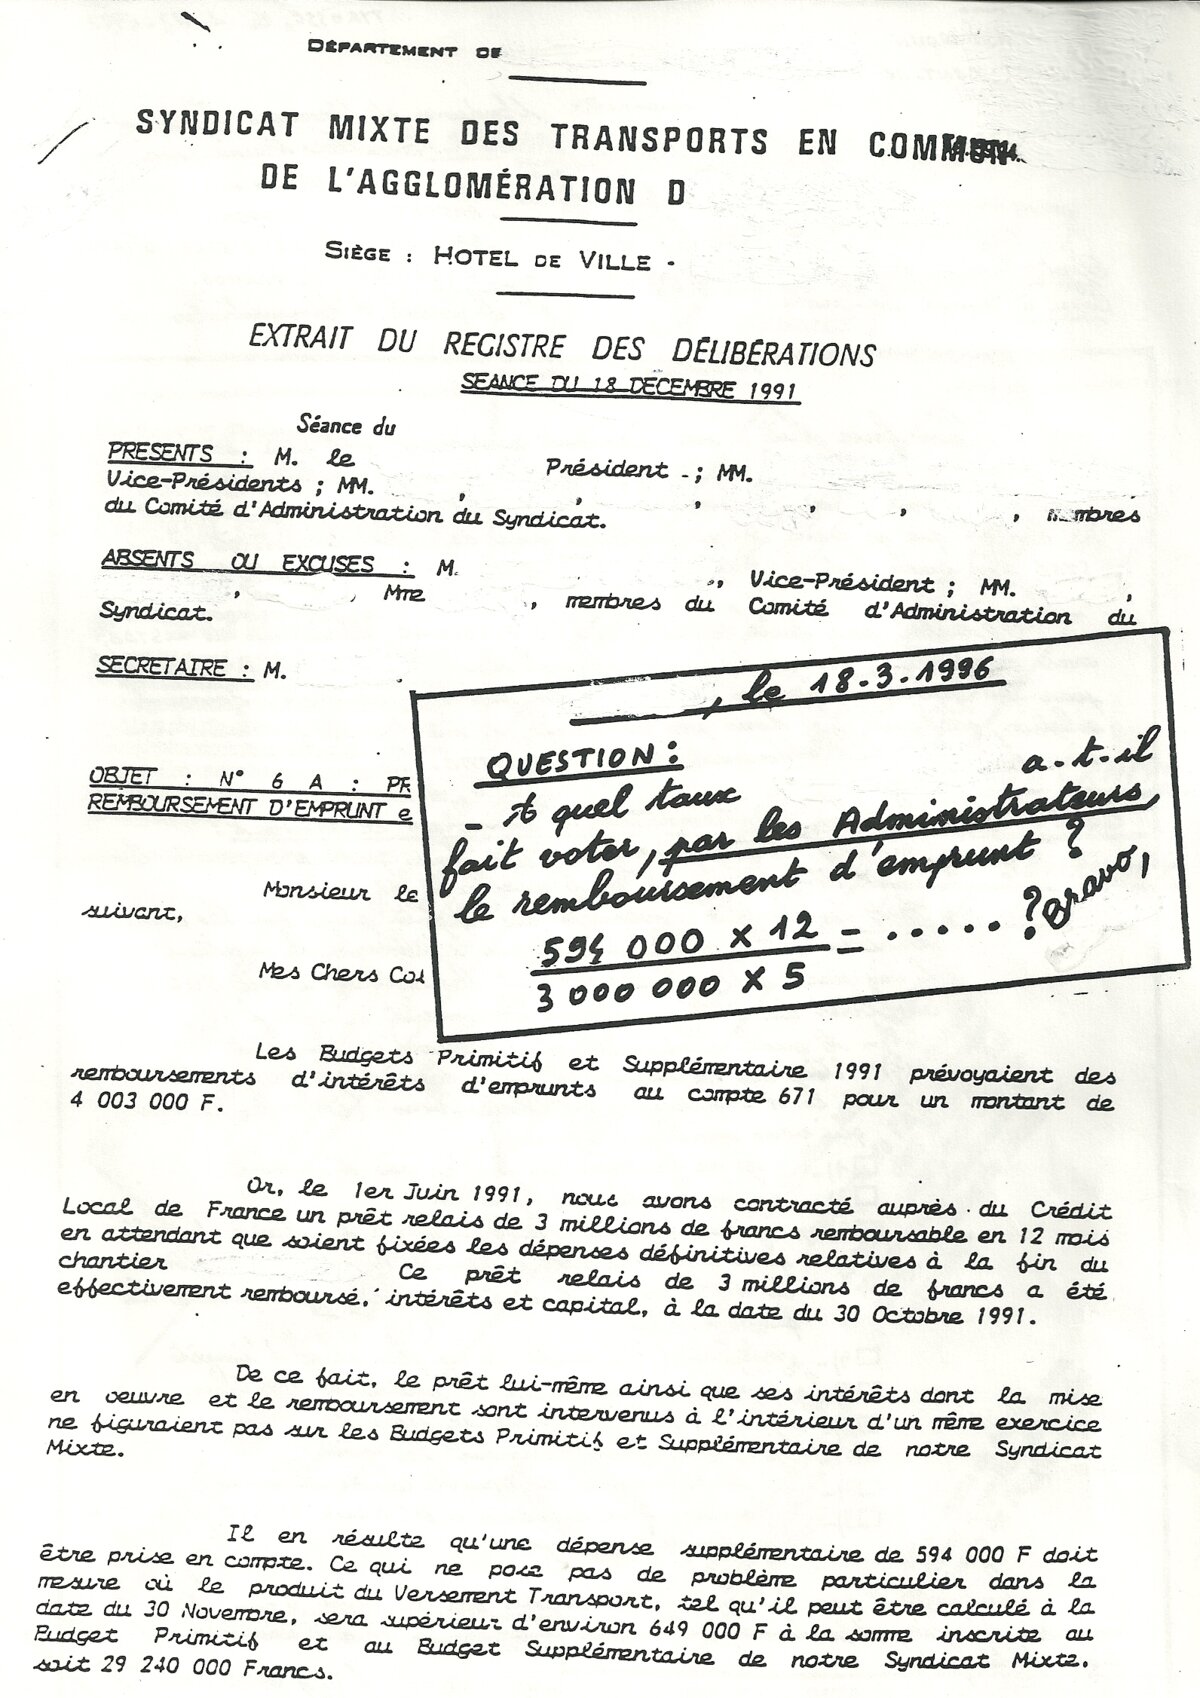 DÉPARTEMENT DE
SYNDICAT MIXTE DES TRANSPORTS EN COMMUN
DE L'AGGLOMÉRATION D
SIÈGE : HOTEL DE VILLE -
EXTRAIT DU REGISTRE DES DÉLIBÉRATIONS
SEANCE DU 18 DECEMBRE 1991
Séance du
PRESENTS : M. le Président - ; MM.
Vice-Présidents ; MM. , , , , , , membres
du Comité d'Administration du Syndicat.
ABSENTS OU EXCUSES : M. , Vice-Président ; MM. ,
, , Mme , membres du Comité d'Administration du
Syndicat.
SECRETAIRE : M.
, le 18.3.1996
QUESTION :
_ A quel taux a-t-il
fait voter, par les Administrateurs,
le remboursement d'emprunt ?
594 000 x 12 = ..... ? Bravo,
3 000 000 x 5
OBJET : N° 6 A : PR
REMBOURSEMENT D'EMPRUNT e
Monsieur le
suivant,
Mes Chers Col
Les Budgets Primitif et Supplémentaire 1991 prévoyaient des
remboursements d'intérêts d'emprunts au compte 671 pour un montant de
4 003 000 F.
Or, le 1er Juin 1991, nous avons contracté auprès du Crédit
Local de France un prêt relais de 3 millions de francs remboursable en 12 mois
en attendant que soient fixées les dépenses définitives relatives à la fin du
chantier Ce prêt relais de 3 millions de francs a été
effectivement remboursé, intérêts et capital, à la date du 30 Octobre 1991.
De ce fait, le prêt lui-même ainsi que ses intérêts dont la mise
en oeuvre et le remboursement sont intervenus à l'intérieur d'un même exercice
ne figuraient pas sur les Budgets Primitif et Supplémentaire de notre Syndicat
Mixte.
Il en résulte qu'une dépense supplémentaire de 594 000 F doit
être prise en compte. Ce qui ne pose pas de problème particulier dans la
mesure où le produit du Versement Transport, tel qu'il peut être calculé à la
date du 30 Novembre, sera supérieur d'environ 649 000 F à la somme inscrite au
Budget Primitif et au Budget Supplémentaire de notre Syndicat Mixte.
soit 29 240 000 Francs.